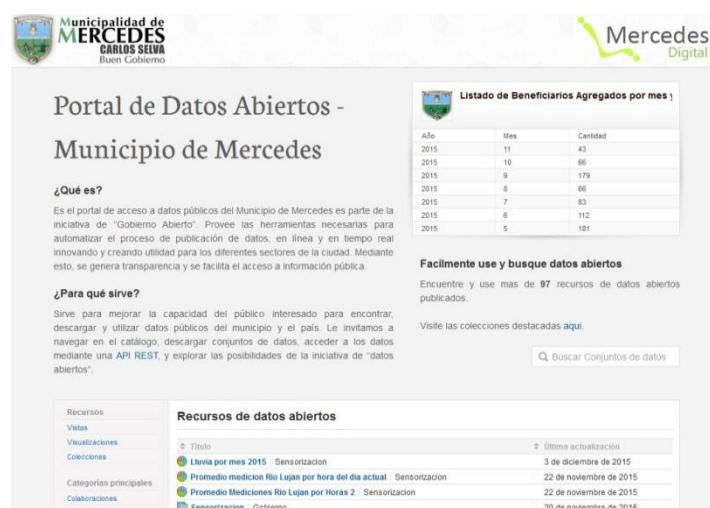 Municipalidad de
MERCEDES
CARLOS SELVA
Buen Gobierno
Mercedes
Digital
Portal de Datos Abiertos -
Municipio de Mercedes
¿Qué es?
Es el portal de acceso a datos públicos del Municipio de Mercedes es parte de la
iniciativa de "Gobierno Abierto". Provee las herramientas necesarias para
automatizar el proceso de publicación de datos, en línea y en tiempo real
innovando y creando utilidad para los diferentes sectores de la ciudad. Mediante
esto, se genera transparencia y se facilita el acceso a información pública.
¿Para qué sirve?
Sirve para mejorar la capacidad del público interesado para encontrar,
descargar y utilizar datos públicos del municipio y el país. Le invitamos a
navegar en el catálogo, descargar conjuntos de datos, acceder a los datos
mediante una API REST, y explorar las posibilidades de la iniciativa de "datos
abiertos".
Listado de Beneficiarios Agregados por mes y
Año Mes Cantidad
2015 11 43
2015 10 66
2015 9 179
2015 8 66
2015 7 83
2015 6 112
2015 5 181
Facilmente use y busque datos abiertos
Encuentre y use mas de 97 recursos de datos abiertos
publicados.
Visite las colecciones destacadas aqui.
Buscar Conjuntos de datos
Recursos
Vistas
Visualizaciones
Colecciones
Categorías principales
Colaboraciones
Recursos de datos abiertos
Título Última actualización
Lluvia por mes 2015 | Sensorizacion 3 de diciembre de 2015
Promedio medicion Rio Lujan por hora del dia actual | Sensorizacion 22 de noviembre de 2015
Promedio Mediciones Rio Lujan por Horas 2 | Sensorizacion 22 de noviembre de 2015
Sensorizacion | Gobierno 20 de noviembre de 2015